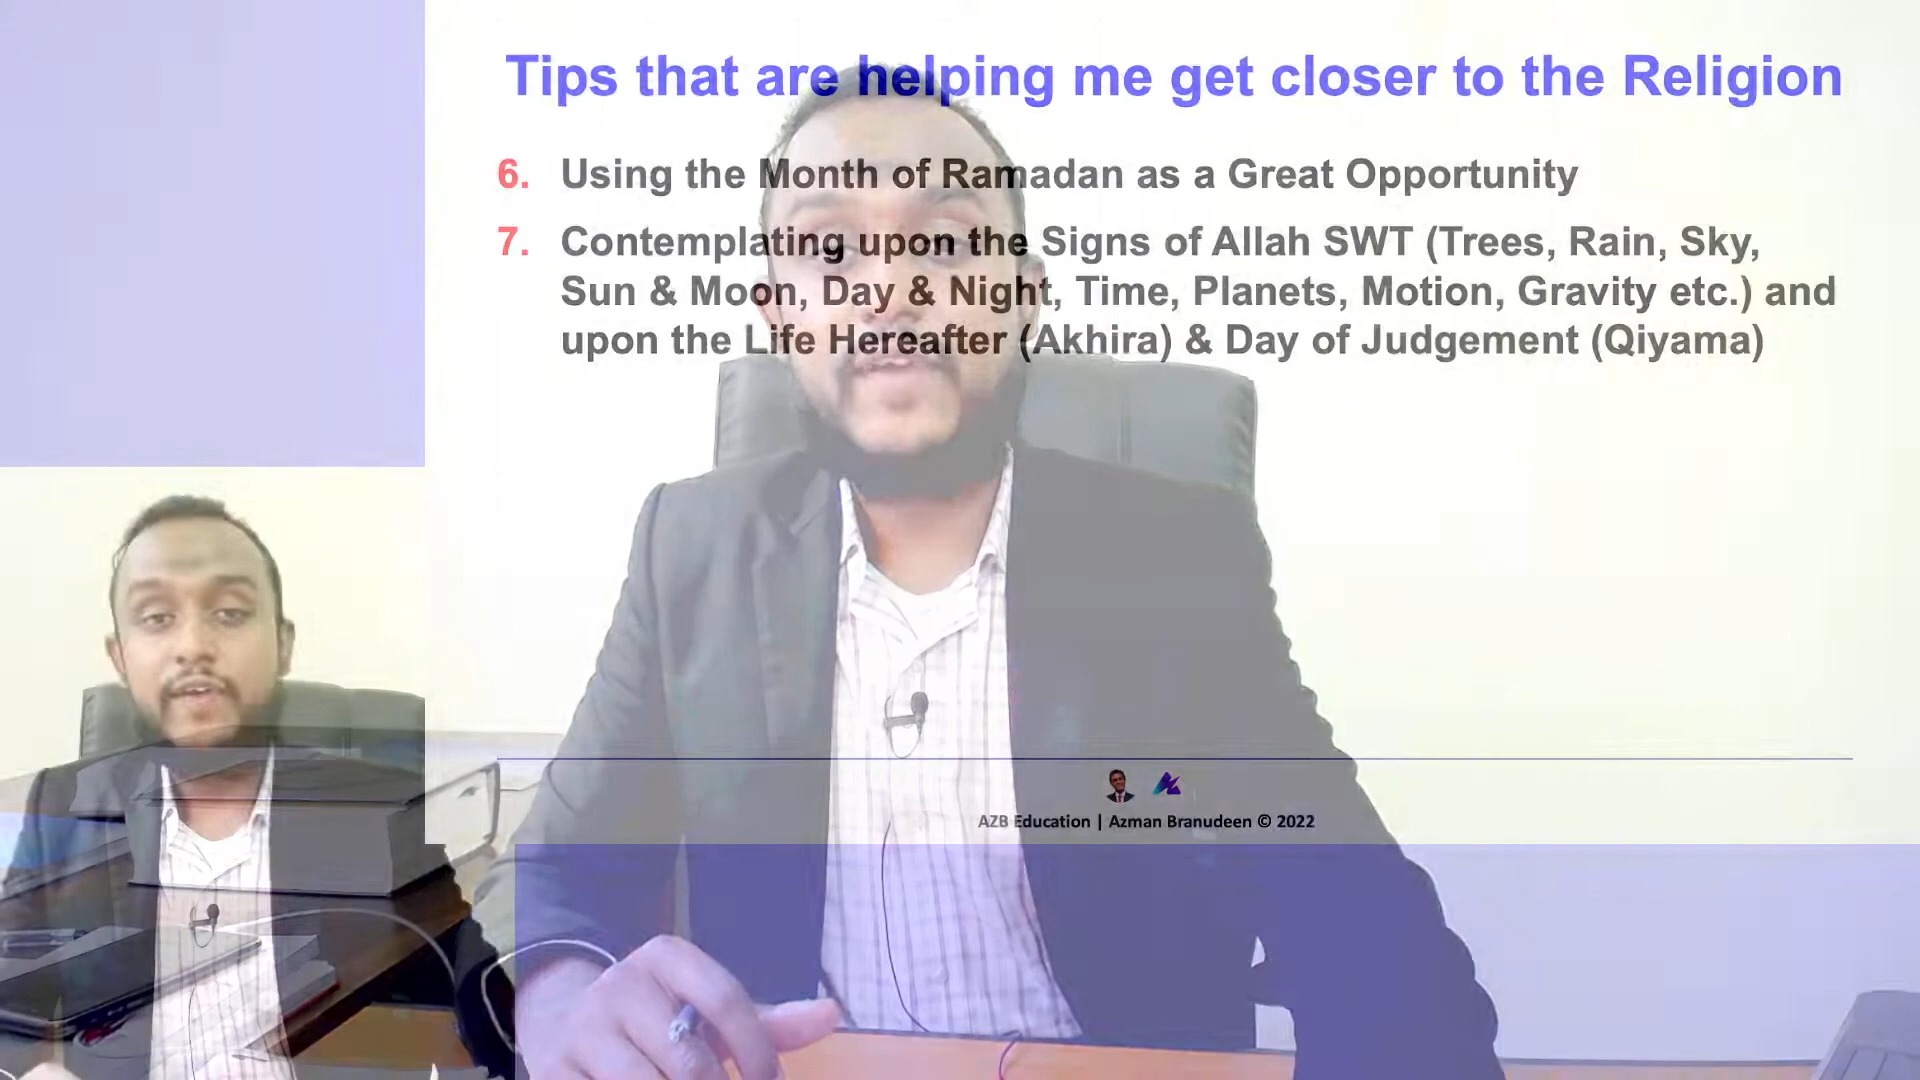 Tips that are helping me get closer to the Religion
6. Using the Month of Ramadan as a Great Opportunity
7. Contemplating upon the Signs of Allah SWT (Trees, Rain, Sky,
Sun & Moon, Day & Night, Time, Planets, Motion, Gravity etc.) and
upon the Life Hereafter (Akhira) & Day of Judgement (Qiyama)
AZB Education | Azman Branudeen © 2022